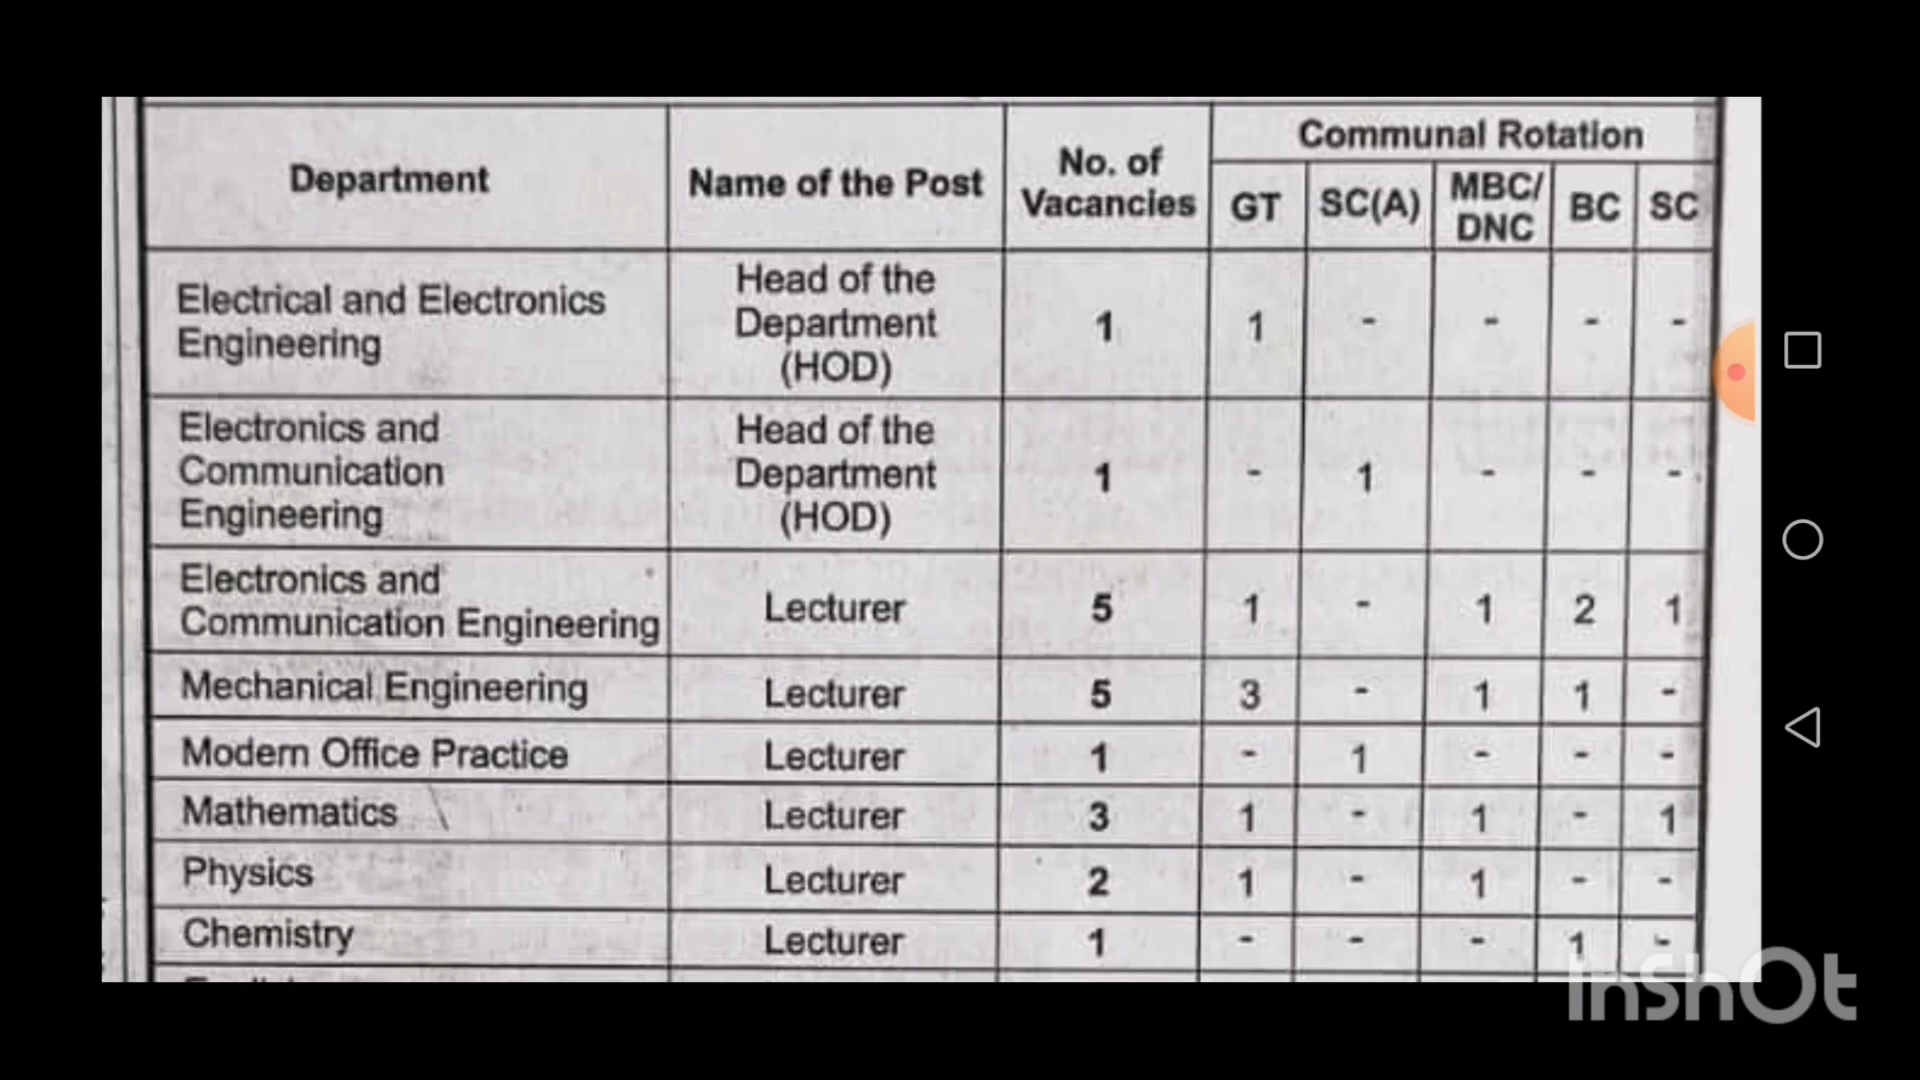 Communal Rotation
Department Name of the Post No. of Vacancies GT SC(A) MBC/ DNC BC SC
Electrical and Electronics Engineering Head of the Department (HOD) 1 1 - - - -
Electronics and Communication Engineering Head of the Department (HOD) 1 - 1 - - -
Electronics and Communication Engineering Lecturer 5 1 - 1 2 1
Mechanical Engineering Lecturer 5 3 - 1 1 -
Modern Office Practice Lecturer 1 - 1 - - -
Mathematics Lecturer 3 1 - 1 - 1
Physics Lecturer 2 1 - 1 - -
Chemistry Lecturer 1 - - - 1 -
InShOt